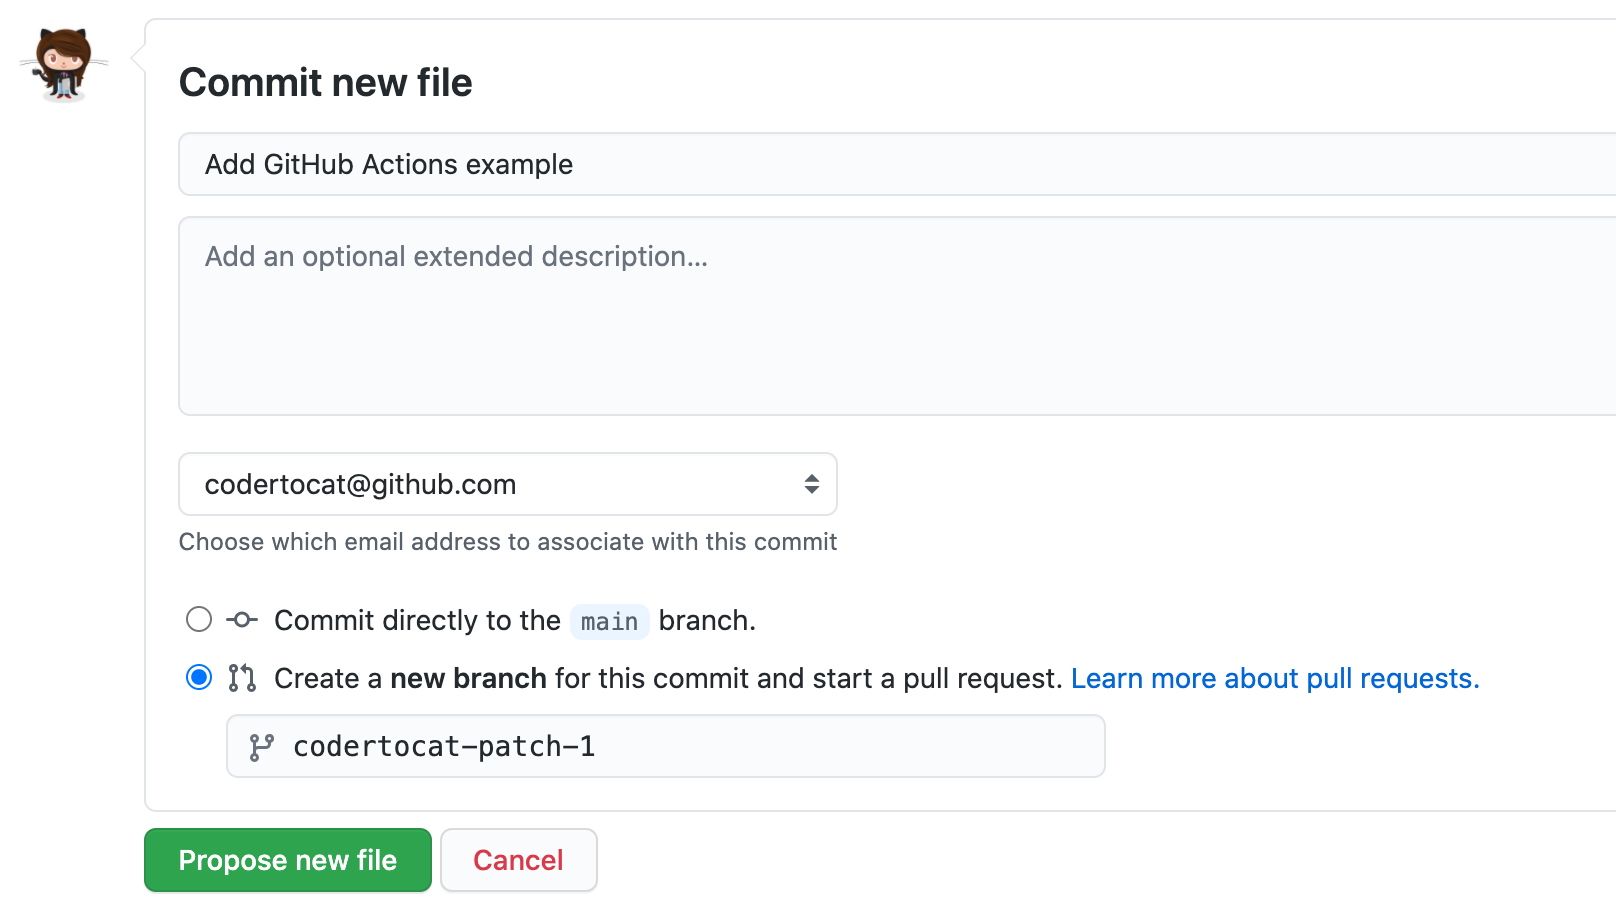 Commit new file
Add GitHub Actions example
Add an optional extended description...
codertocat@github.com
Choose which email address to associate with this commit
Commit directly to the main branch.
Create a new branch for this commit and start a pull request. Learn more about pull requests.
codertocat-patch-1
Propose new file Cancel